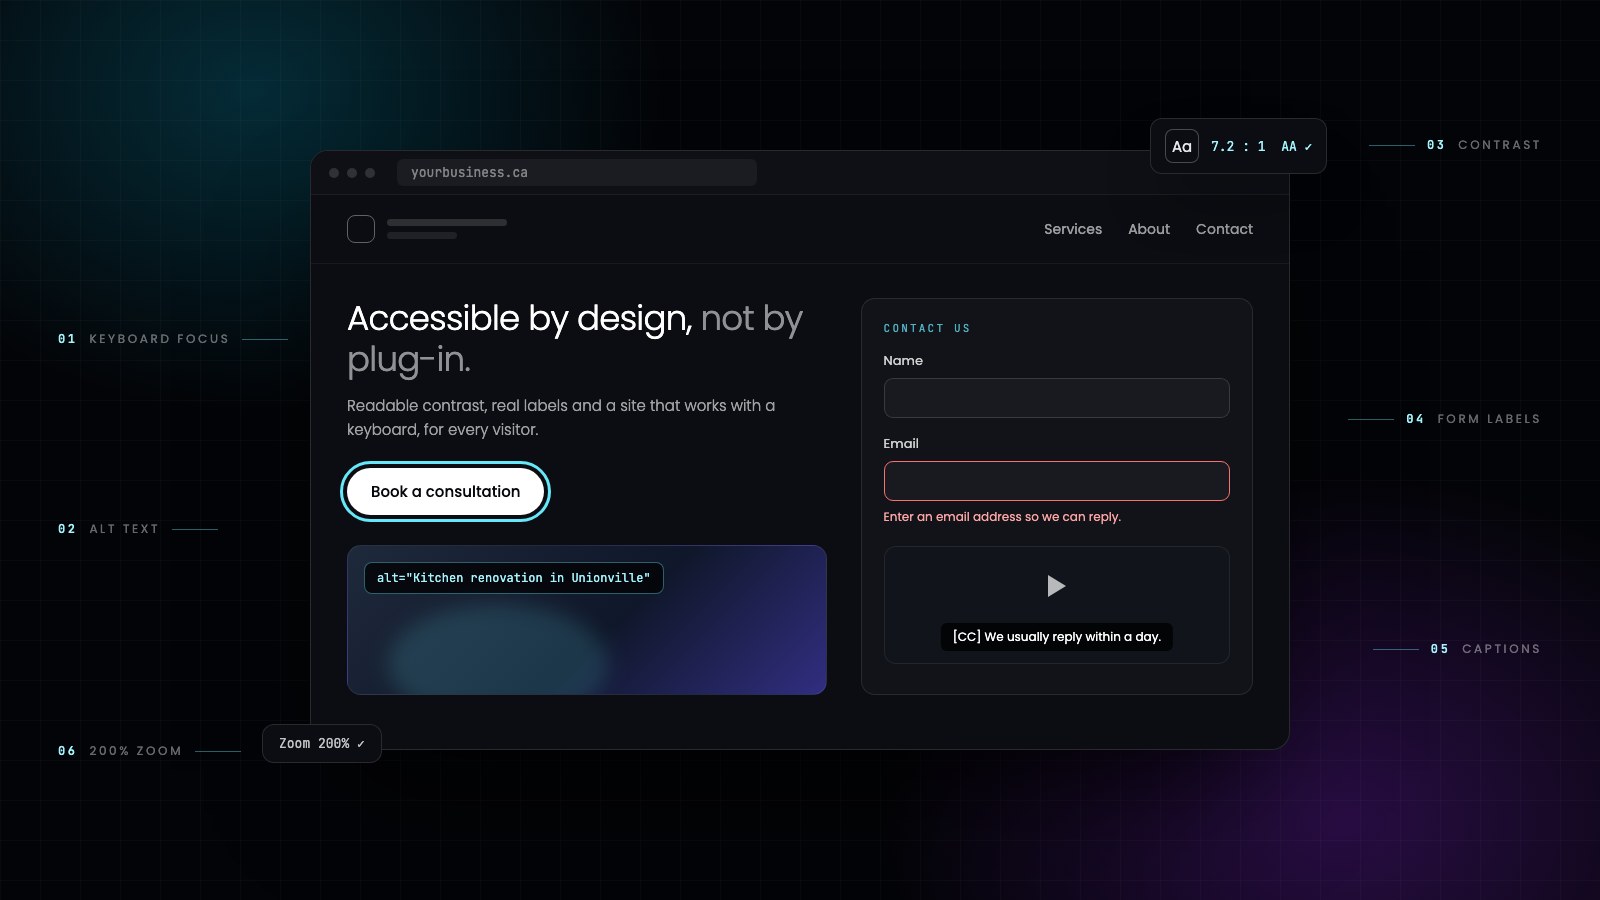 Aa 7.2 : 1 AA ✓
03 CONTRAST
yourbusiness.ca
Services About Contact
Accessible by design, not by
plug-in.
Readable contrast, real labels and a site that works with a
keyboard, for every visitor.
Book a consultation
alt="Kitchen renovation in Unionville"
CONTACT US
Name
Email
Enter an email address so we can reply.
[CC] We usually reply within a day.
01 KEYBOARD FOCUS
02 ALT TEXT
04 FORM LABELS
05 CAPTIONS
06 200% ZOOM
Zoom 200% ✓